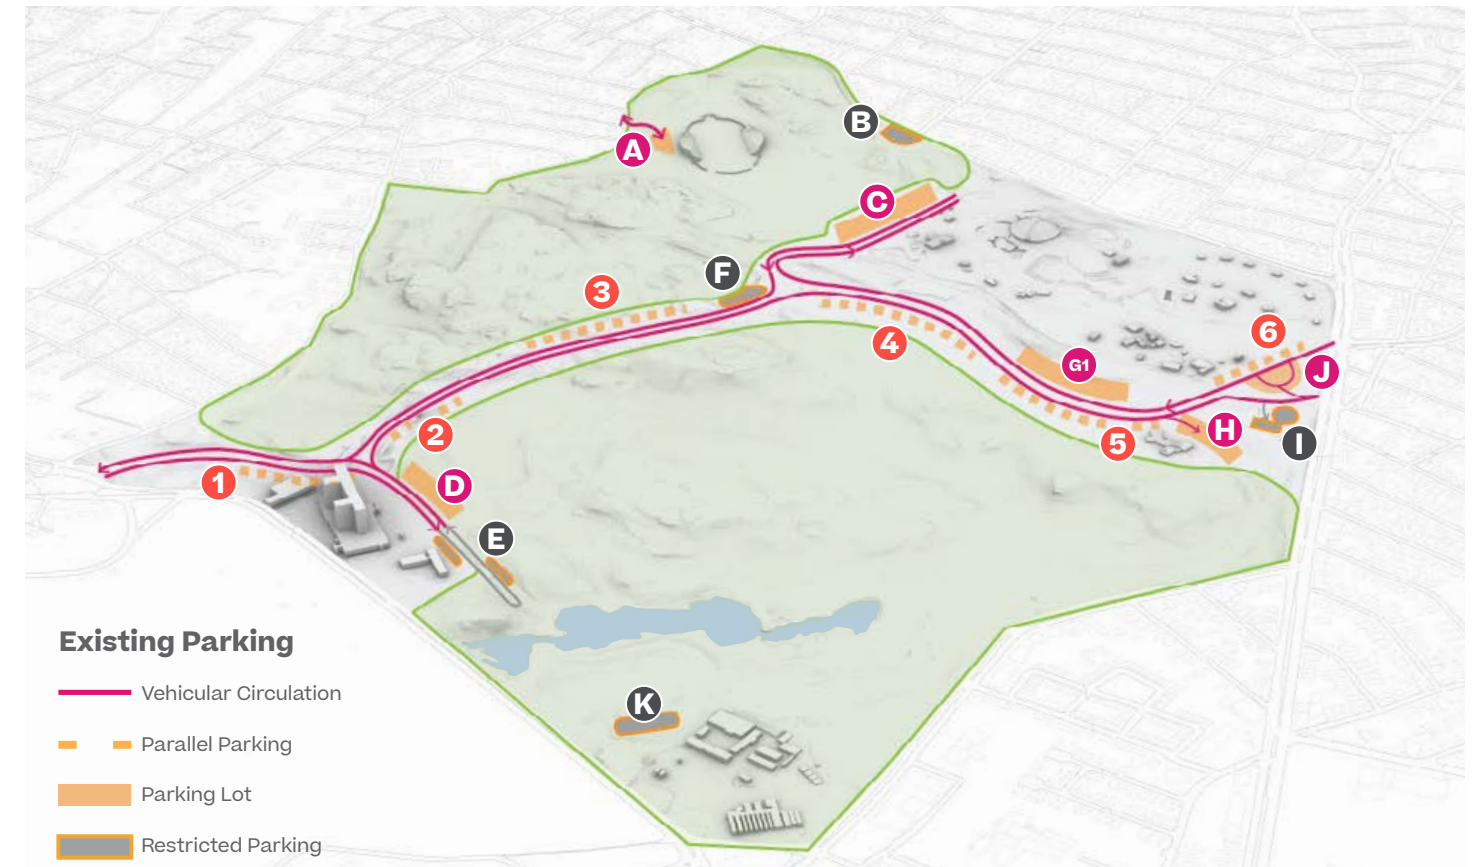 B
A
C
F
3
4
6
G1
J
2
H
5
I
1
D
E
Existing Parking
Vehicular Circulation
Parallel Parking
Parking Lot
Restricted Parking
K